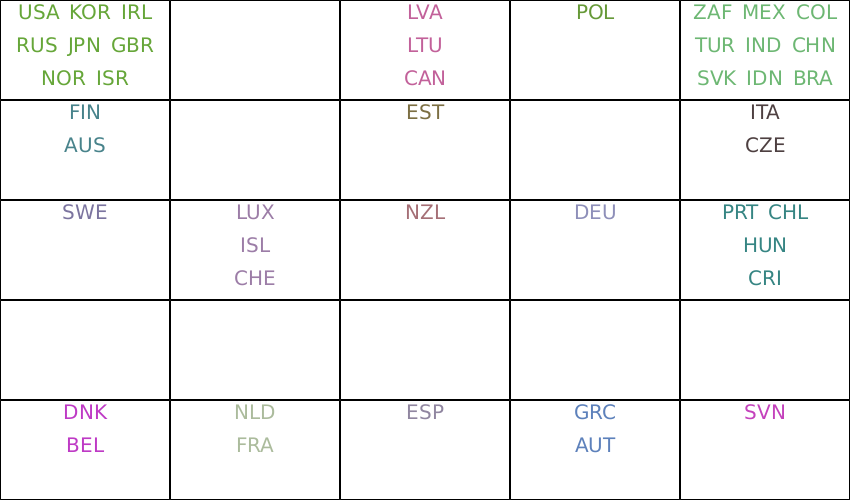 USA KOR IRL
RUS JPN GBR
NOR ISR
LVA
LTU
CAN
POL
ZAF MEX COL
TUR IND CHN
SVK IDN BRA
FIN
AUS
EST
ITA
CZE
SWE
LUX
ISL
CHE
NZL
DEU
PRT CHL
HUN
CRI
DNK
BEL
NLD
FRA
ESP
GRC
AUT
SVN